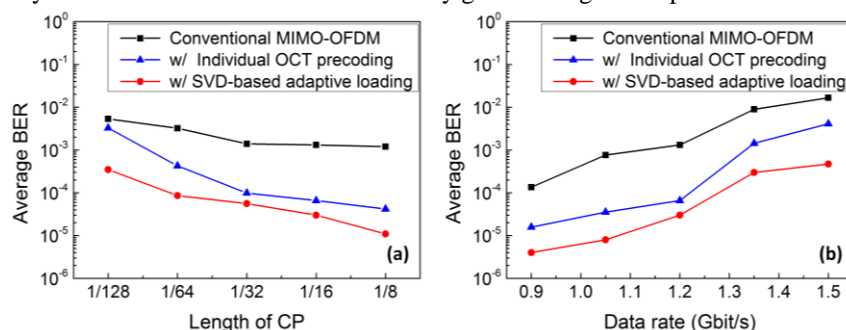 10⁰
10⁻¹
10⁻²
10⁻³
10⁻⁴
10⁻⁵
10⁻⁶
Average BER
Conventional MIMO-OFDM
w/ Individual OCT precoding
w/ SVD-based adaptive loading
(a)
1/128 1/64 1/32 1/16 1/8
Length of CP
10⁰
10⁻¹
10⁻²
10⁻³
10⁻⁴
10⁻⁵
10⁻⁶
Average BER
Conventional MIMO-OFDM
w/ Individual OCT precoding
w/ SVD-based adaptive loading
(b)
0.9 1.0 1.1 1.2 1.3 1.4 1.5
Data rate (Gbit/s)